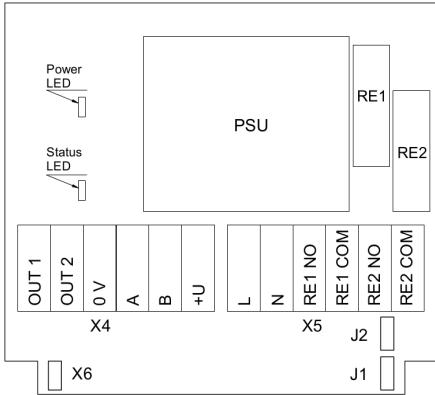 Power
LED
Status
LED
PSU
RE1
RE2
OUT 1
OUT 2
0 V
A
B
+U
L
N
RE1 NO
RE1 COM
RE2 NO
RE2 COM
X4
X5
J2
X6
J1